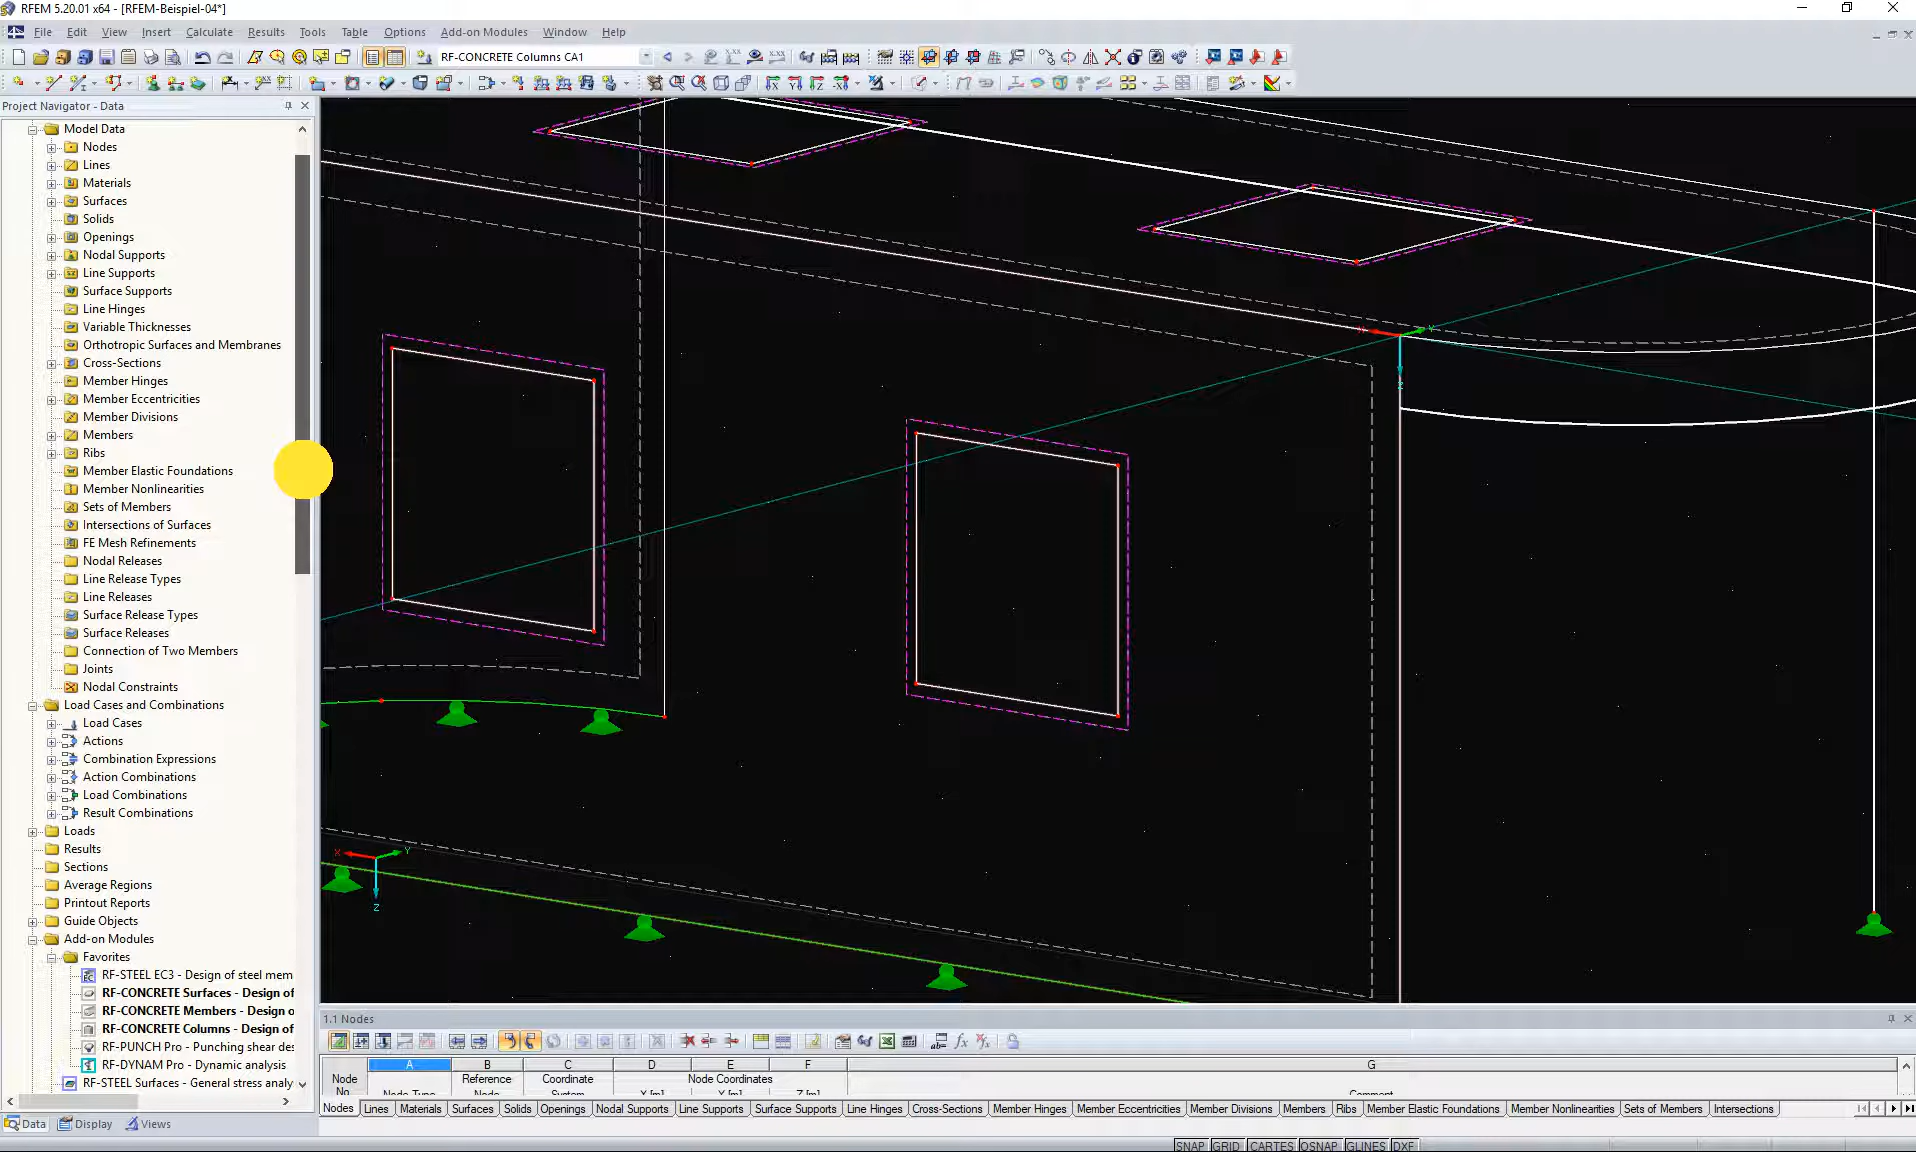 RFEM 5.20.01 x64 - [RFEM-Beispiel-04*]
File Edit View Insert Calculate Results Tools Table Options Add-on Modules Window Help
RF-CONCRETE Columns CA1
Project Navigator - Data
Model Data
Nodes
Lines
Materials
Surfaces
Solids
Openings
Nodal Supports
Line Supports
Surface Supports
Line Hinges
Variable Thicknesses
Orthotropic Surfaces and Membranes
Cross-Sections
Member Hinges
Member Eccentricities
Member Divisions
Members
Ribs
Member Elastic Foundations
Member Nonlinearities
Sets of Members
Intersections of Surfaces
FE Mesh Refinements
Nodal Releases
Line Release Types
Line Releases
Surface Release Types
Surface Releases
Connection of Two Members
Joints
Nodal Constraints
Load Cases and Combinations
Load Cases
Actions
Combination Expressions
Action Combinations
Load Combinations
Result Combinations
Loads
Results
Sections
Average Regions
Printout Reports
Guide Objects
Add-on Modules
Favorites
RF-STEEL EC3 - Design of steel mem
RF-CONCRETE Surfaces - Design of
RF-CONCRETE Members - Design o
RF-CONCRETE Columns - Design of
RF-PUNCH Pro - Punching shear des
RF-DYNAM Pro - Dynamic analysis
RF-STEEL Surfaces - General stress analy
Data Display Views
Y
X Y
Z
1.1 Nodes
A B C D E F G
Node Reference Coordinate Node Coordinates
No. Node Type Node System X [m] Y [m] Z [m] Comment
Nodes Lines Materials Surfaces Solids Openings Nodal Supports Line Supports Surface Supports Line Hinges Cross-Sections Member Hinges Member Eccentricities Member Divisions Members Ribs Member Elastic Foundations Member Nonlinearities Sets of Members Intersections
SNAP GRID CARTES OSNAP GLINES DXF